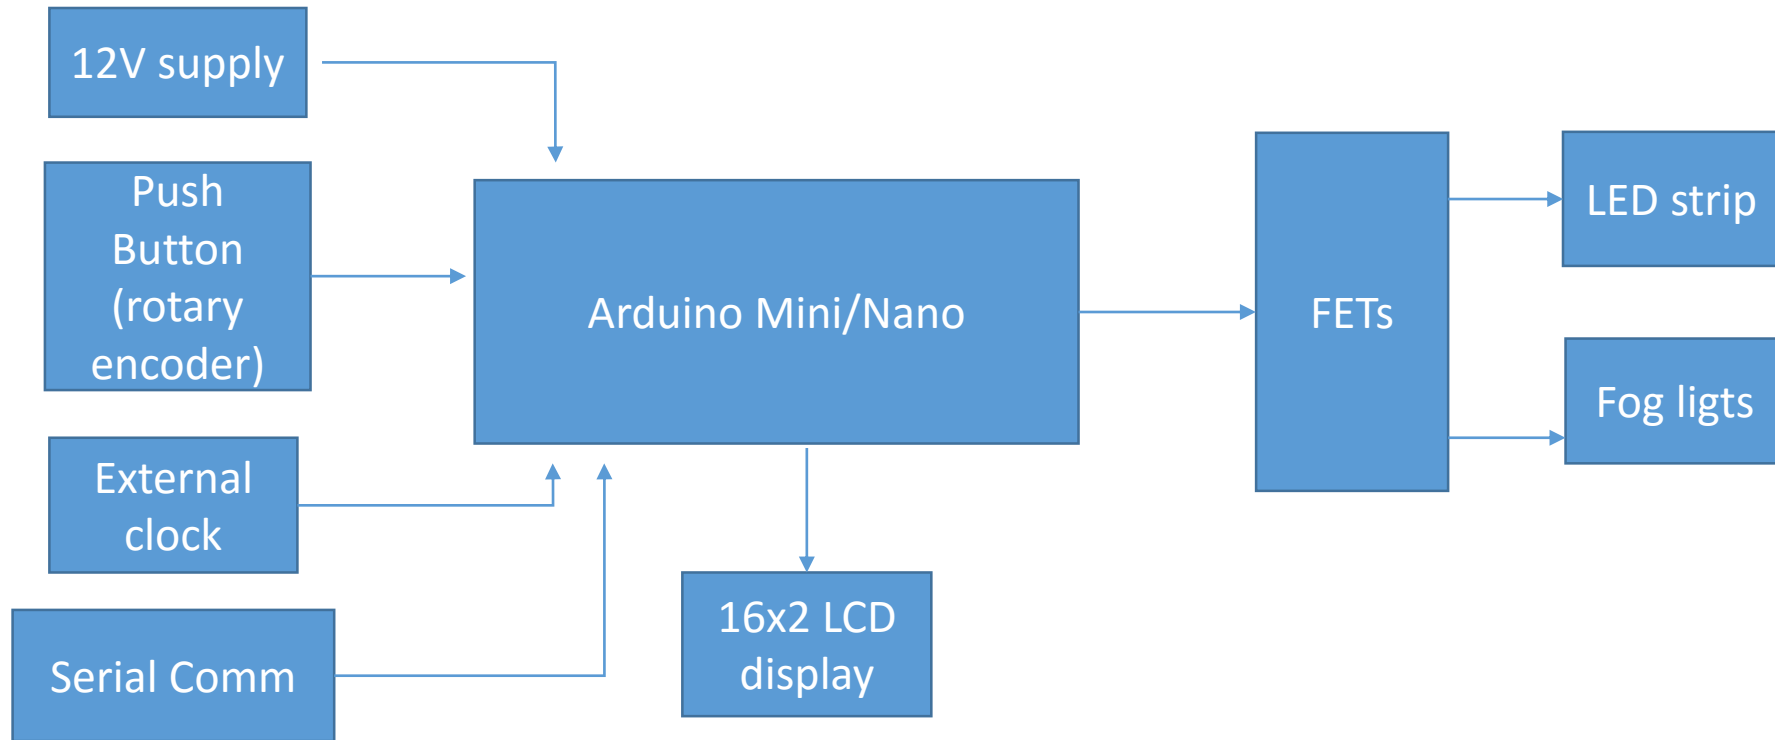 12V supply
Push
Button
(rotary
encoder)
External
clock
Serial Comm
Arduino Mini/Nano
16x2 LCD
display
FETs
LED strip
Fog ligts